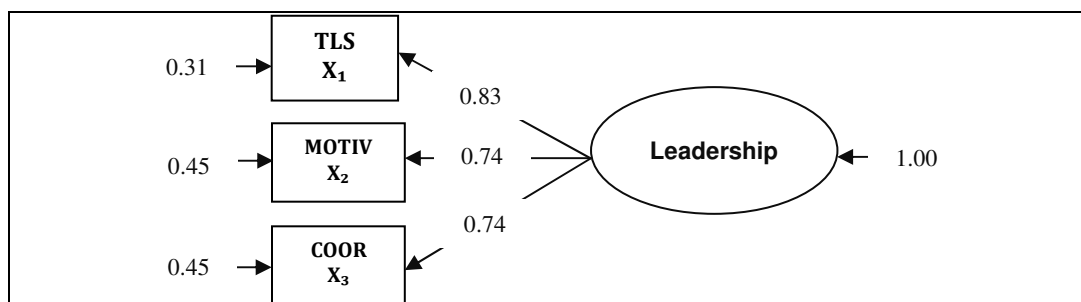 TLS
X₁
0.31
0.83
MOTIV
X₂
0.45
0.74
Leadership
1.00
0.74
COOR
X₃
0.45